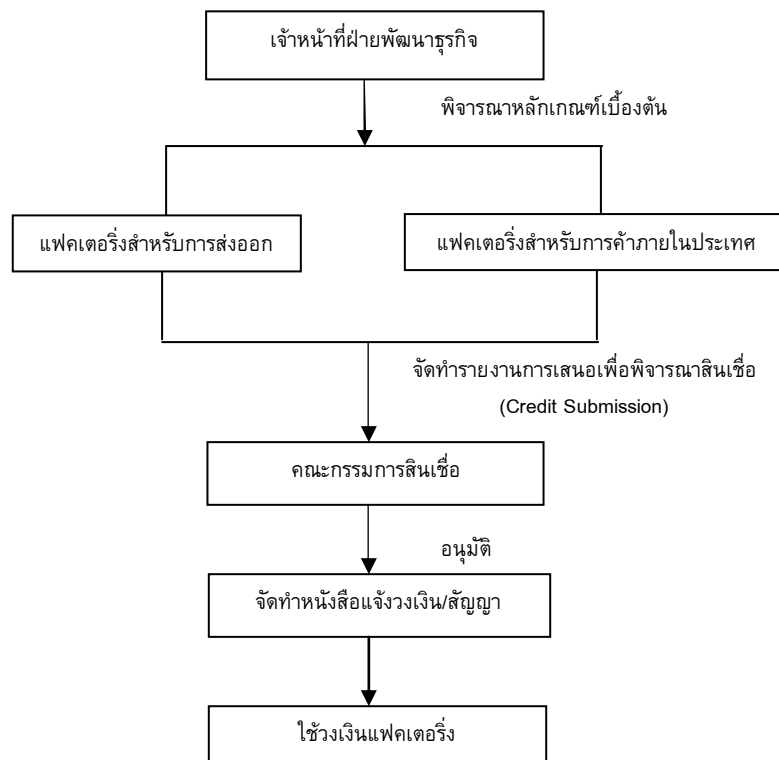 เจ้าหน้าที่ฝ่ายพัฒนาธุรกิจ
พิจารณาหลักเกณฑ์เบื้องต้น
แฟคเตอริ่งสำหรับการส่งออก
แฟคเตอริ่งสำหรับการค้าภายในประเทศ
จัดทำรายงานการเสนอเพื่อพิจารณาสินเชื่อ
(Credit Submission)
คณะกรรมการสินเชื่อ
อนุมัติ
จัดทำหนังสือแจ้งวงเงิน/สัญญา
ใช้วงเงินแฟคเตอริ่ง